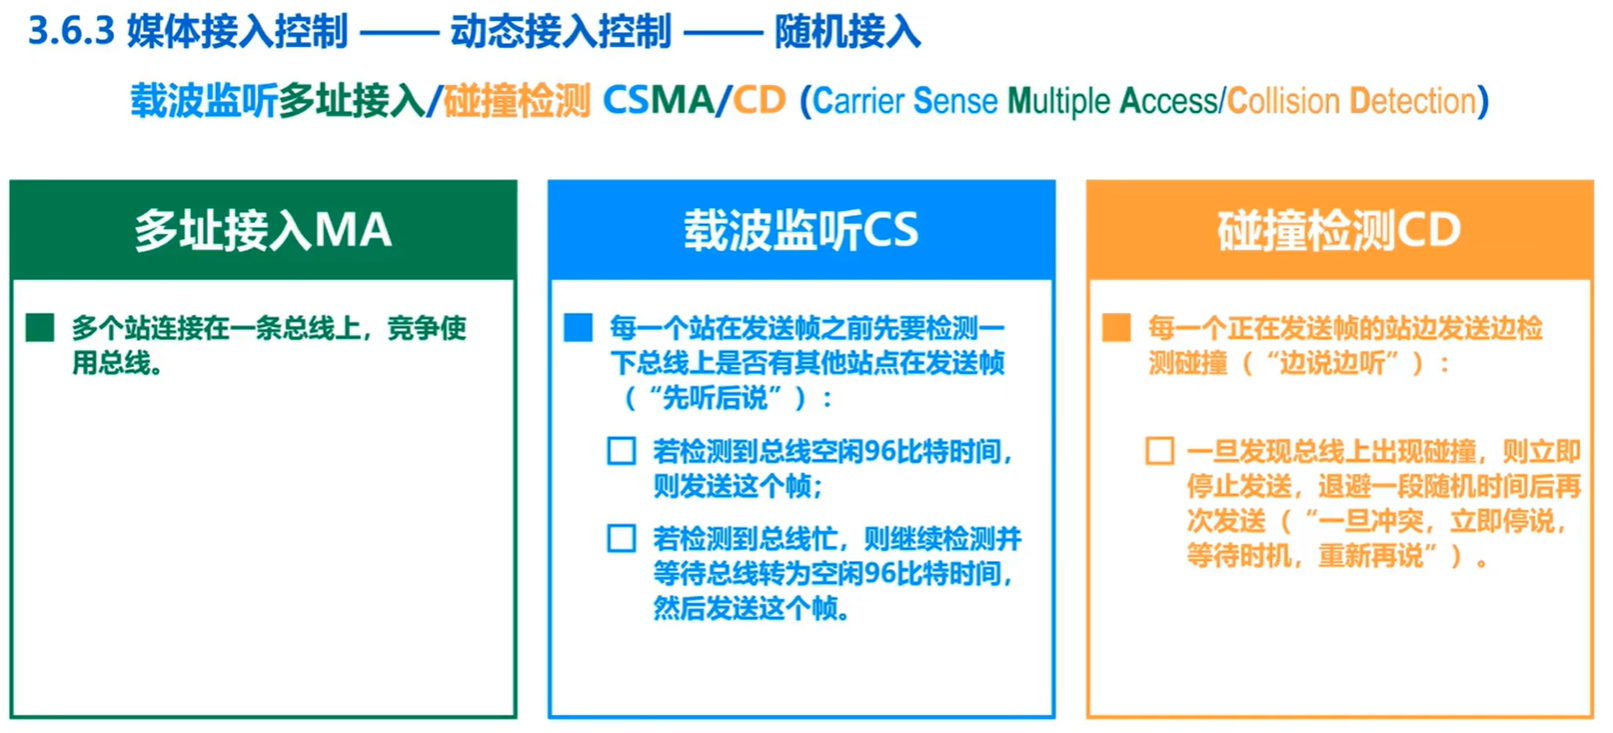 3.6.3 媒体接入控制 —— 动态接入控制 —— 随机接入
载波监听多址接入/碰撞检测 CSMA/CD (Carrier Sense Multiple Access/Collision Detection)
多址接入MA
多个站连接在一条总线上，竞争使
用总线。
载波监听CS
每一个站在发送帧之前先要检测一
下总线上是否有其他站点在发送帧
（“先听后说”）：
若检测到总线空闲96比特时间，
则发送这个帧；
若检测到总线忙，则继续检测并
等待总线转为空闲96比特时间，
然后发送这个帧。
碰撞检测CD
每一个正在发送帧的站边发送边检
测碰撞（“边说边听”）：
一旦发现总线上出现碰撞，则立即
停止发送，退避一段随机时间后再
次发送（“一旦冲突，立即停说，
等待时机，重新再说”）。